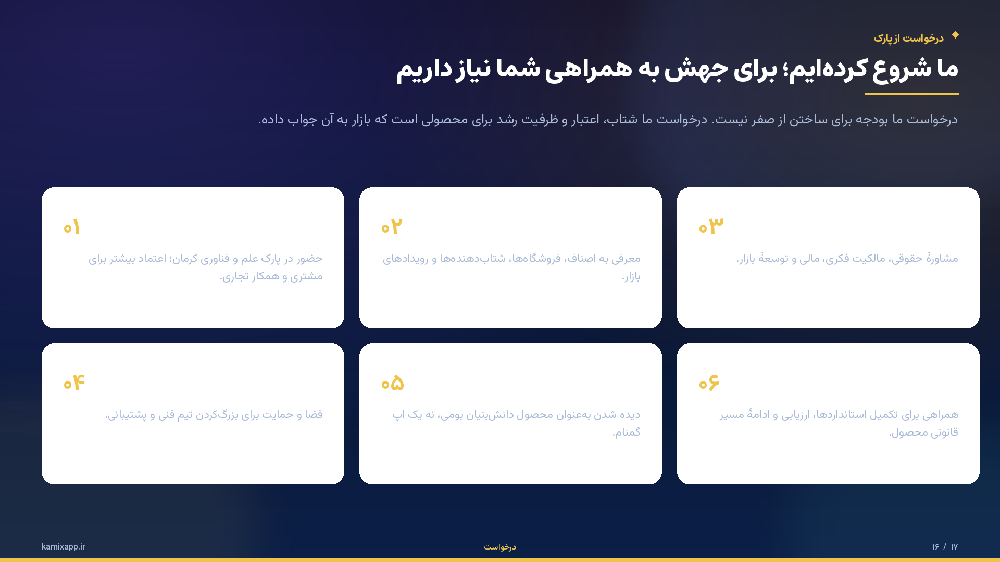 درخواست از پارک
ما شروع کرده‌ایم؛ برای جهش به همراهی شما نیاز داریم
درخواست ما بودجه برای ساختن از صفر نیست. درخواست ما شتاب، اعتبار و ظرفیت رشد برای محصولی است که بازار به آن جواب داده.
۰۱
حضور در پارک علم و فناوری کرمان؛ اعتماد بیشتر برای
مشتری و همکار تجاری.
۰۲
معرفی به اصناف، فروشگاه‌ها، شتاب‌دهنده‌ها و رویدادهای
بازار.
۰۳
مشاورهٔ حقوقی، مالکیت فکری، مالی و توسعهٔ بازار.
۰۴
فضا و حمایت برای بزرگ‌کردن تیم فنی و پشتیبانی.
۰۵
دیده شدن به‌عنوان محصول دانش‌بنیان بومی، نه یک اپ
گمنام.
۰۶
همراهی برای تکمیل استانداردها، ارزیابی و ادامهٔ مسیر
قانونی محصول.
۱۶ / ۱۷
درخواست
kamixapp.ir